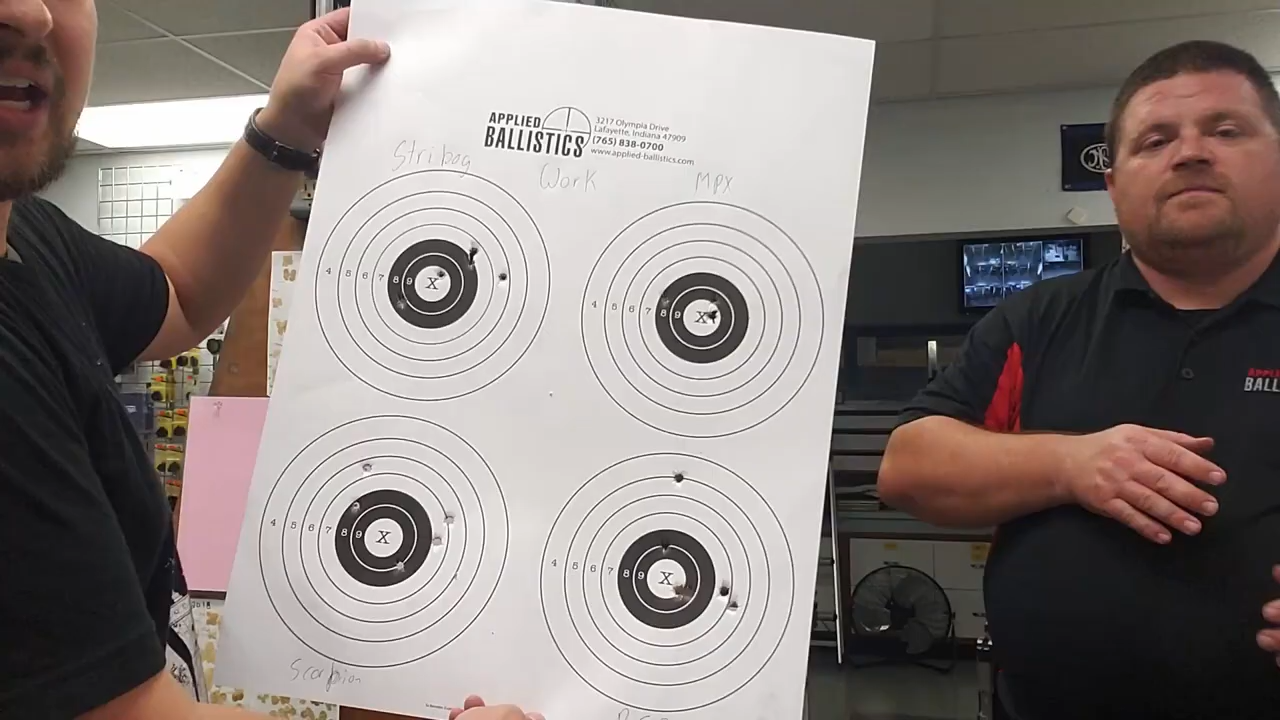 APPLIED
BALLISTICS
3217 Olympia Drive
Lafayette, Indiana 47909
(765) 838-0700
www.applied-ballistics.com
Stribog
Work
MPX
4 5 6 7 8 9 X
4 5 6 7 8 9 X
4 5 6 7 8 9 X
4 5 6 7 8 9 X
Scorpion
FN
BALL